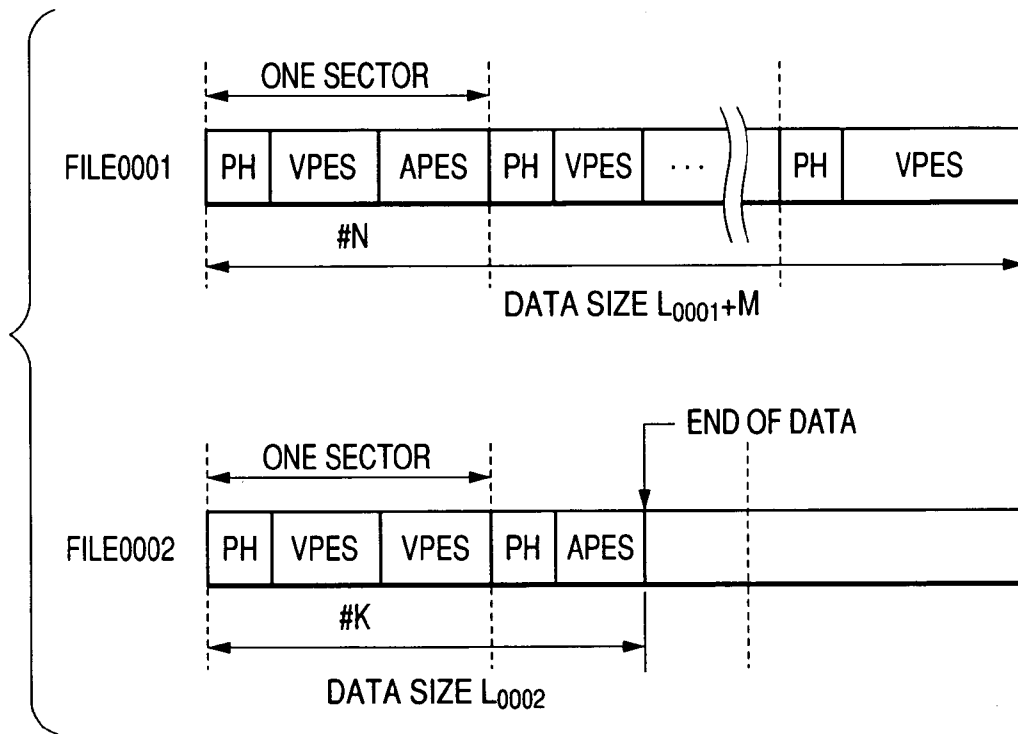 ONE SECTOR
FILE0001 PH VPES APES PH VPES ... PH VPES
#N
DATA SIZE L0001+M
END OF DATA
ONE SECTOR
FILE0002 PH VPES VPES PH APES
#K
DATA SIZE L0002